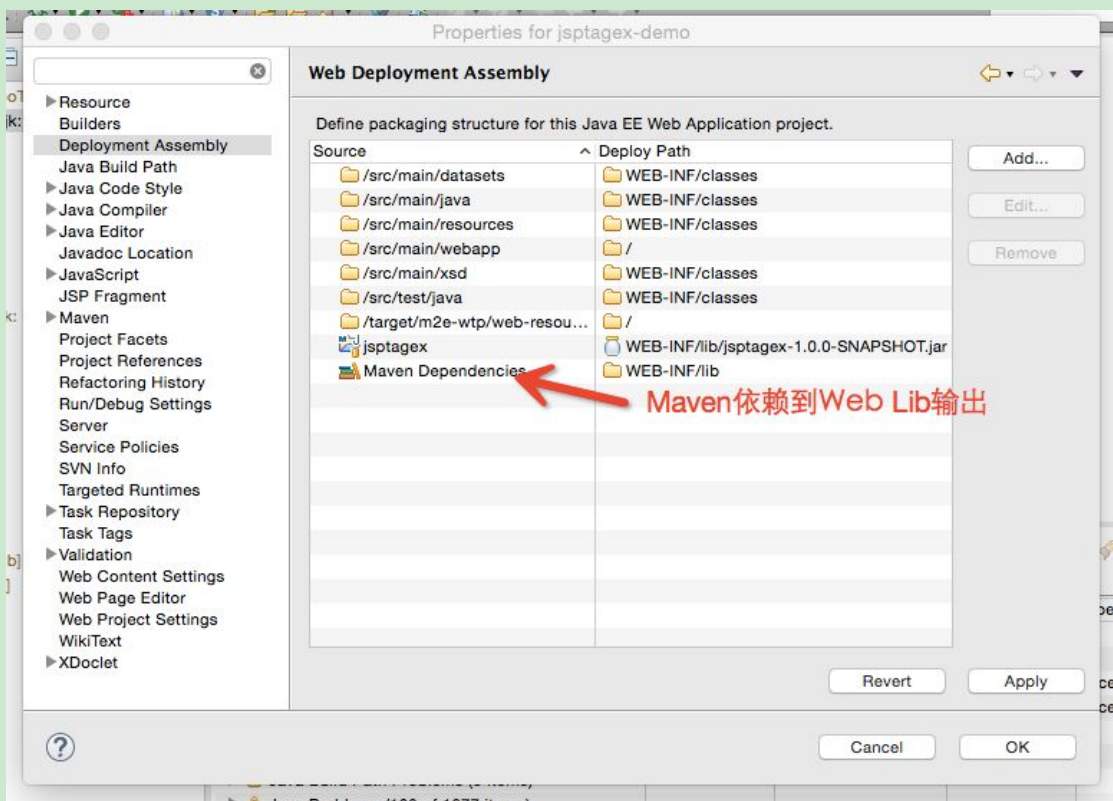 Properties for jsptagex-demo
Web Deployment Assembly
Resource
Builders
Deployment Assembly
Java Build Path
Java Code Style
Java Compiler
Java Editor
Javadoc Location
JavaScript
JSP Fragment
Maven
Project Facets
Project References
Refactoring History
Run/Debug Settings
Server
Service Policies
SVN Info
Targeted Runtimes
Task Repository
Task Tags
Validation
Web Content Settings
Web Page Editor
Web Project Settings
WikiText
XDoclet
Define packaging structure for this Java EE Web Application project.
Source Deploy Path
/src/main/datasets WEB-INF/classes
/src/main/java WEB-INF/classes
/src/main/resources WEB-INF/classes
/src/main/webapp /
/src/main/xsd WEB-INF/classes
/src/test/java WEB-INF/classes
/target/m2e-wtp/web-resou... /
jsptagex WEB-INF/lib/jsptagex-1.0.0-SNAPSHOT.jar
Maven Dependencies WEB-INF/lib
Maven依赖到Web Lib输出
Add...
Edit...
Remove
Revert Apply
Cancel OK